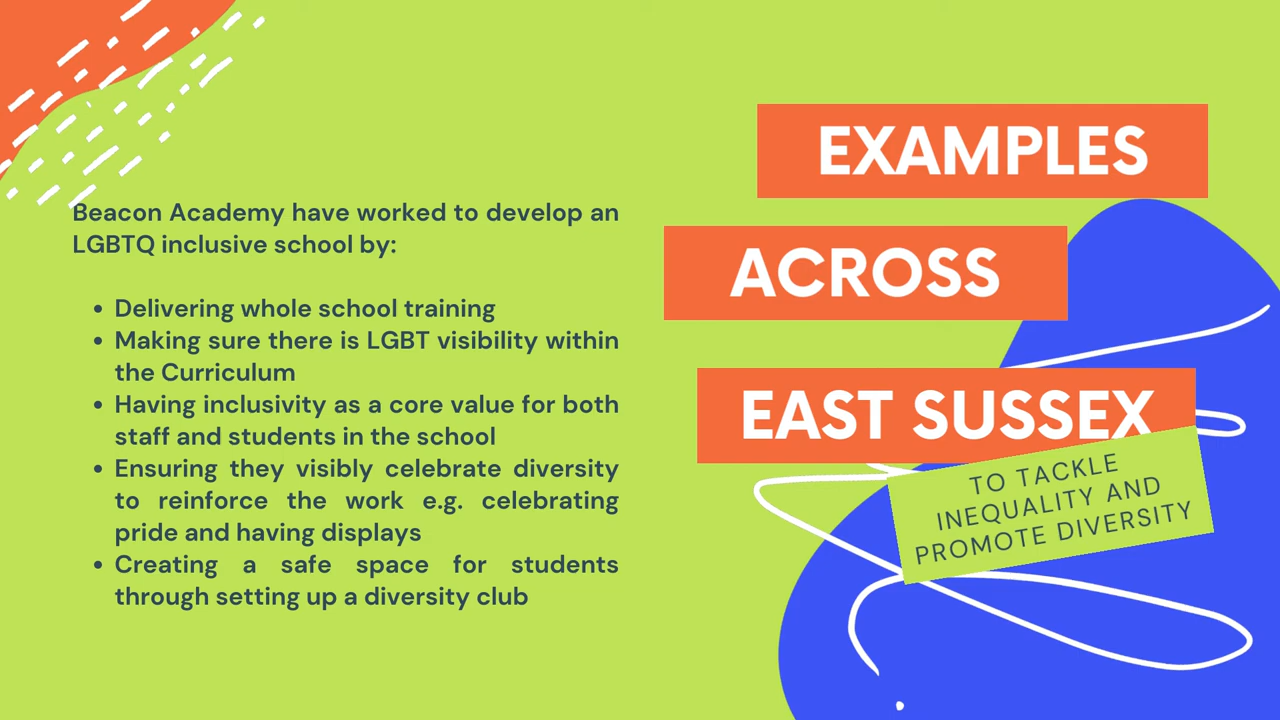 Beacon Academy have worked to develop an
LGBTQ inclusive school by:
• Delivering whole school training
• Making sure there is LGBT visibility within
the Curriculum
• Having inclusivity as a core value for both
staff and students in the school
• Ensuring they visibly celebrate diversity
to reinforce the work e.g. celebrating
pride and having displays
• Creating a safe space for students
through setting up a diversity club
EXAMPLES
ACROSS
EAST SUSSEX
TO TACKLE
INEQUALITY AND
PROMOTE DIVERSITY